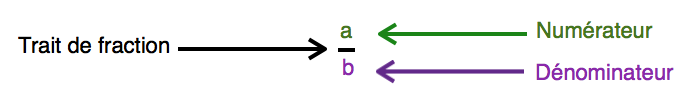 a Numérateur
Trait de fraction
b Dénominateur